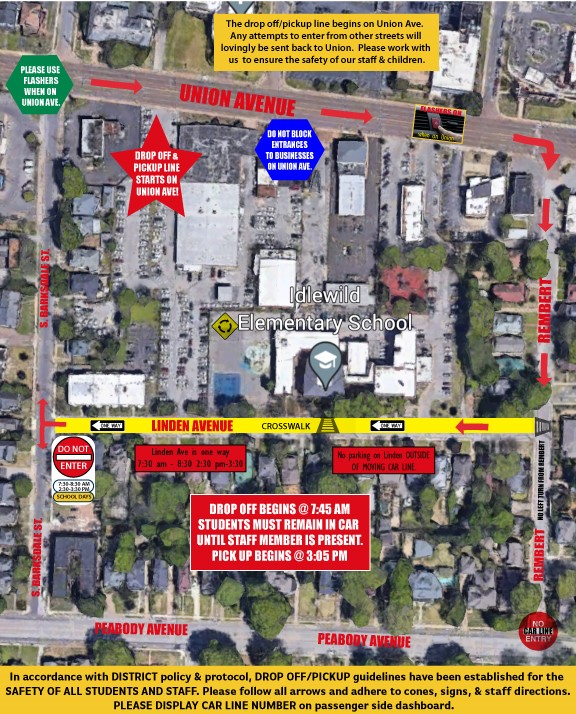 The drop off/pickup line begins on Union Ave.
Any attempts to enter from other streets will
lovingly be sent back to Union. Please work with
us to ensure the safety of our staff & children.
PLEASE USE
FLASHERS
WHEN ON
UNION AVE.
UNION AVENUE
FLASHERS ON
when on Union
DO NOT BLOCK
ENTRANCES
TO BUSINESSES
ON UNION AVE.
DROP OFF &
PICKUP LINE
STARTS ON
UNION AVE!
S. BARKSDALE ST.
REMBERT
Idlewild
Elementary School
ONE WAY
LINDEN AVENUE
CROSSWALK
ONE WAY
DO NOT
ENTER
7:30-8:30 AM
2:30-3:30 PM
SCHOOL DAYS
Linden Ave is one way
7:30 am - 8:30 2:30 pm-3:30
No parking on Linden OUTSIDE
OF MOVING CAR LINE.
NO LEFT TURN FROM REMBERT
DROP OFF BEGINS @ 7:45 AM
STUDENTS MUST REMAIN IN CAR
UNTIL STAFF MEMBER IS PRESENT.
PICK UP BEGINS @ 3:05 PM
S. BARKSDALE ST.
REMBERT
PEABODY AVENUE
PEABODY AVENUE
NO
CAR LINE
ENTRY
In accordance with DISTRICT policy & protocol, DROP OFF/PICKUP guidelines have been established for the
SAFETY OF ALL STUDENTS AND STAFF. Please follow all arrows and adhere to cones, signs, & staff directions.
PLEASE DISPLAY CAR LINE NUMBER on passenger side dashboard.